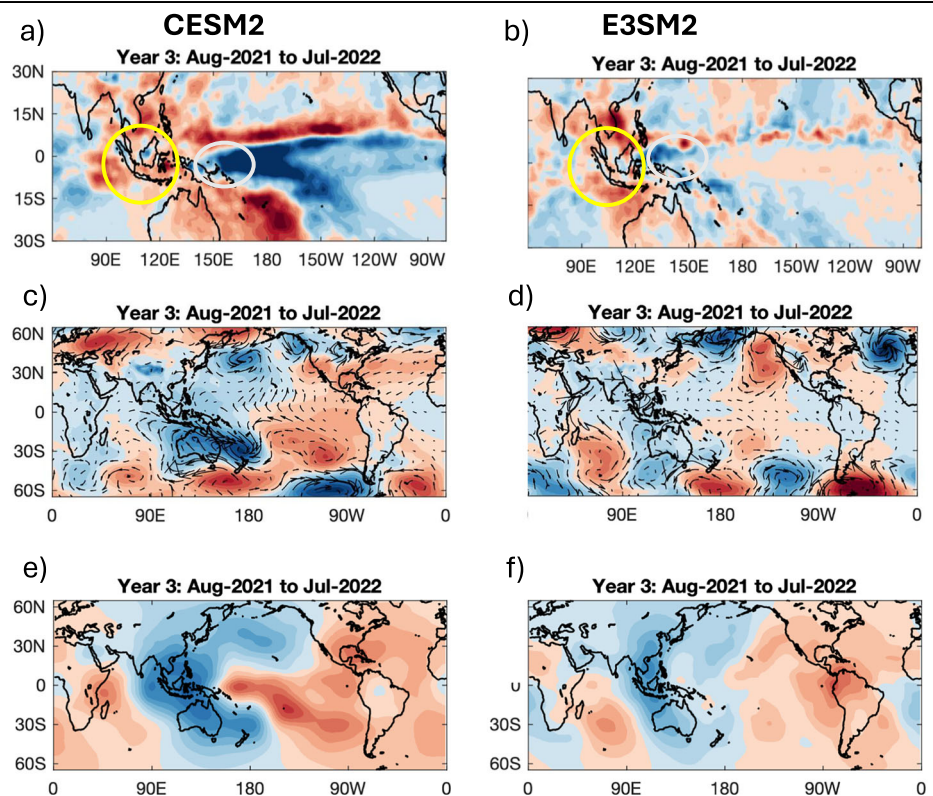 CESM2 E3SM2
a) b)
Year 3: Aug-2021 to Jul-2022 Year 3: Aug-2021 to Jul-2022
30N
15N
0
15S
30S
90E 120E 150E 180 150W 120W 90W 90E 120E 150E 180 150W 120W 90W
c) d)
Year 3: Aug-2021 to Jul-2022 Year 3: Aug-2021 to Jul-2022
60N
30N
0
30S
60S
0 90E 180 90W 0 90E 180 90W 0
e) f)
Year 3: Aug-2021 to Jul-2022 Year 3: Aug-2021 to Jul-2022
60N
30N
0
30S
60S
0 90E 180 90W 0 0 90E 180 90W 0